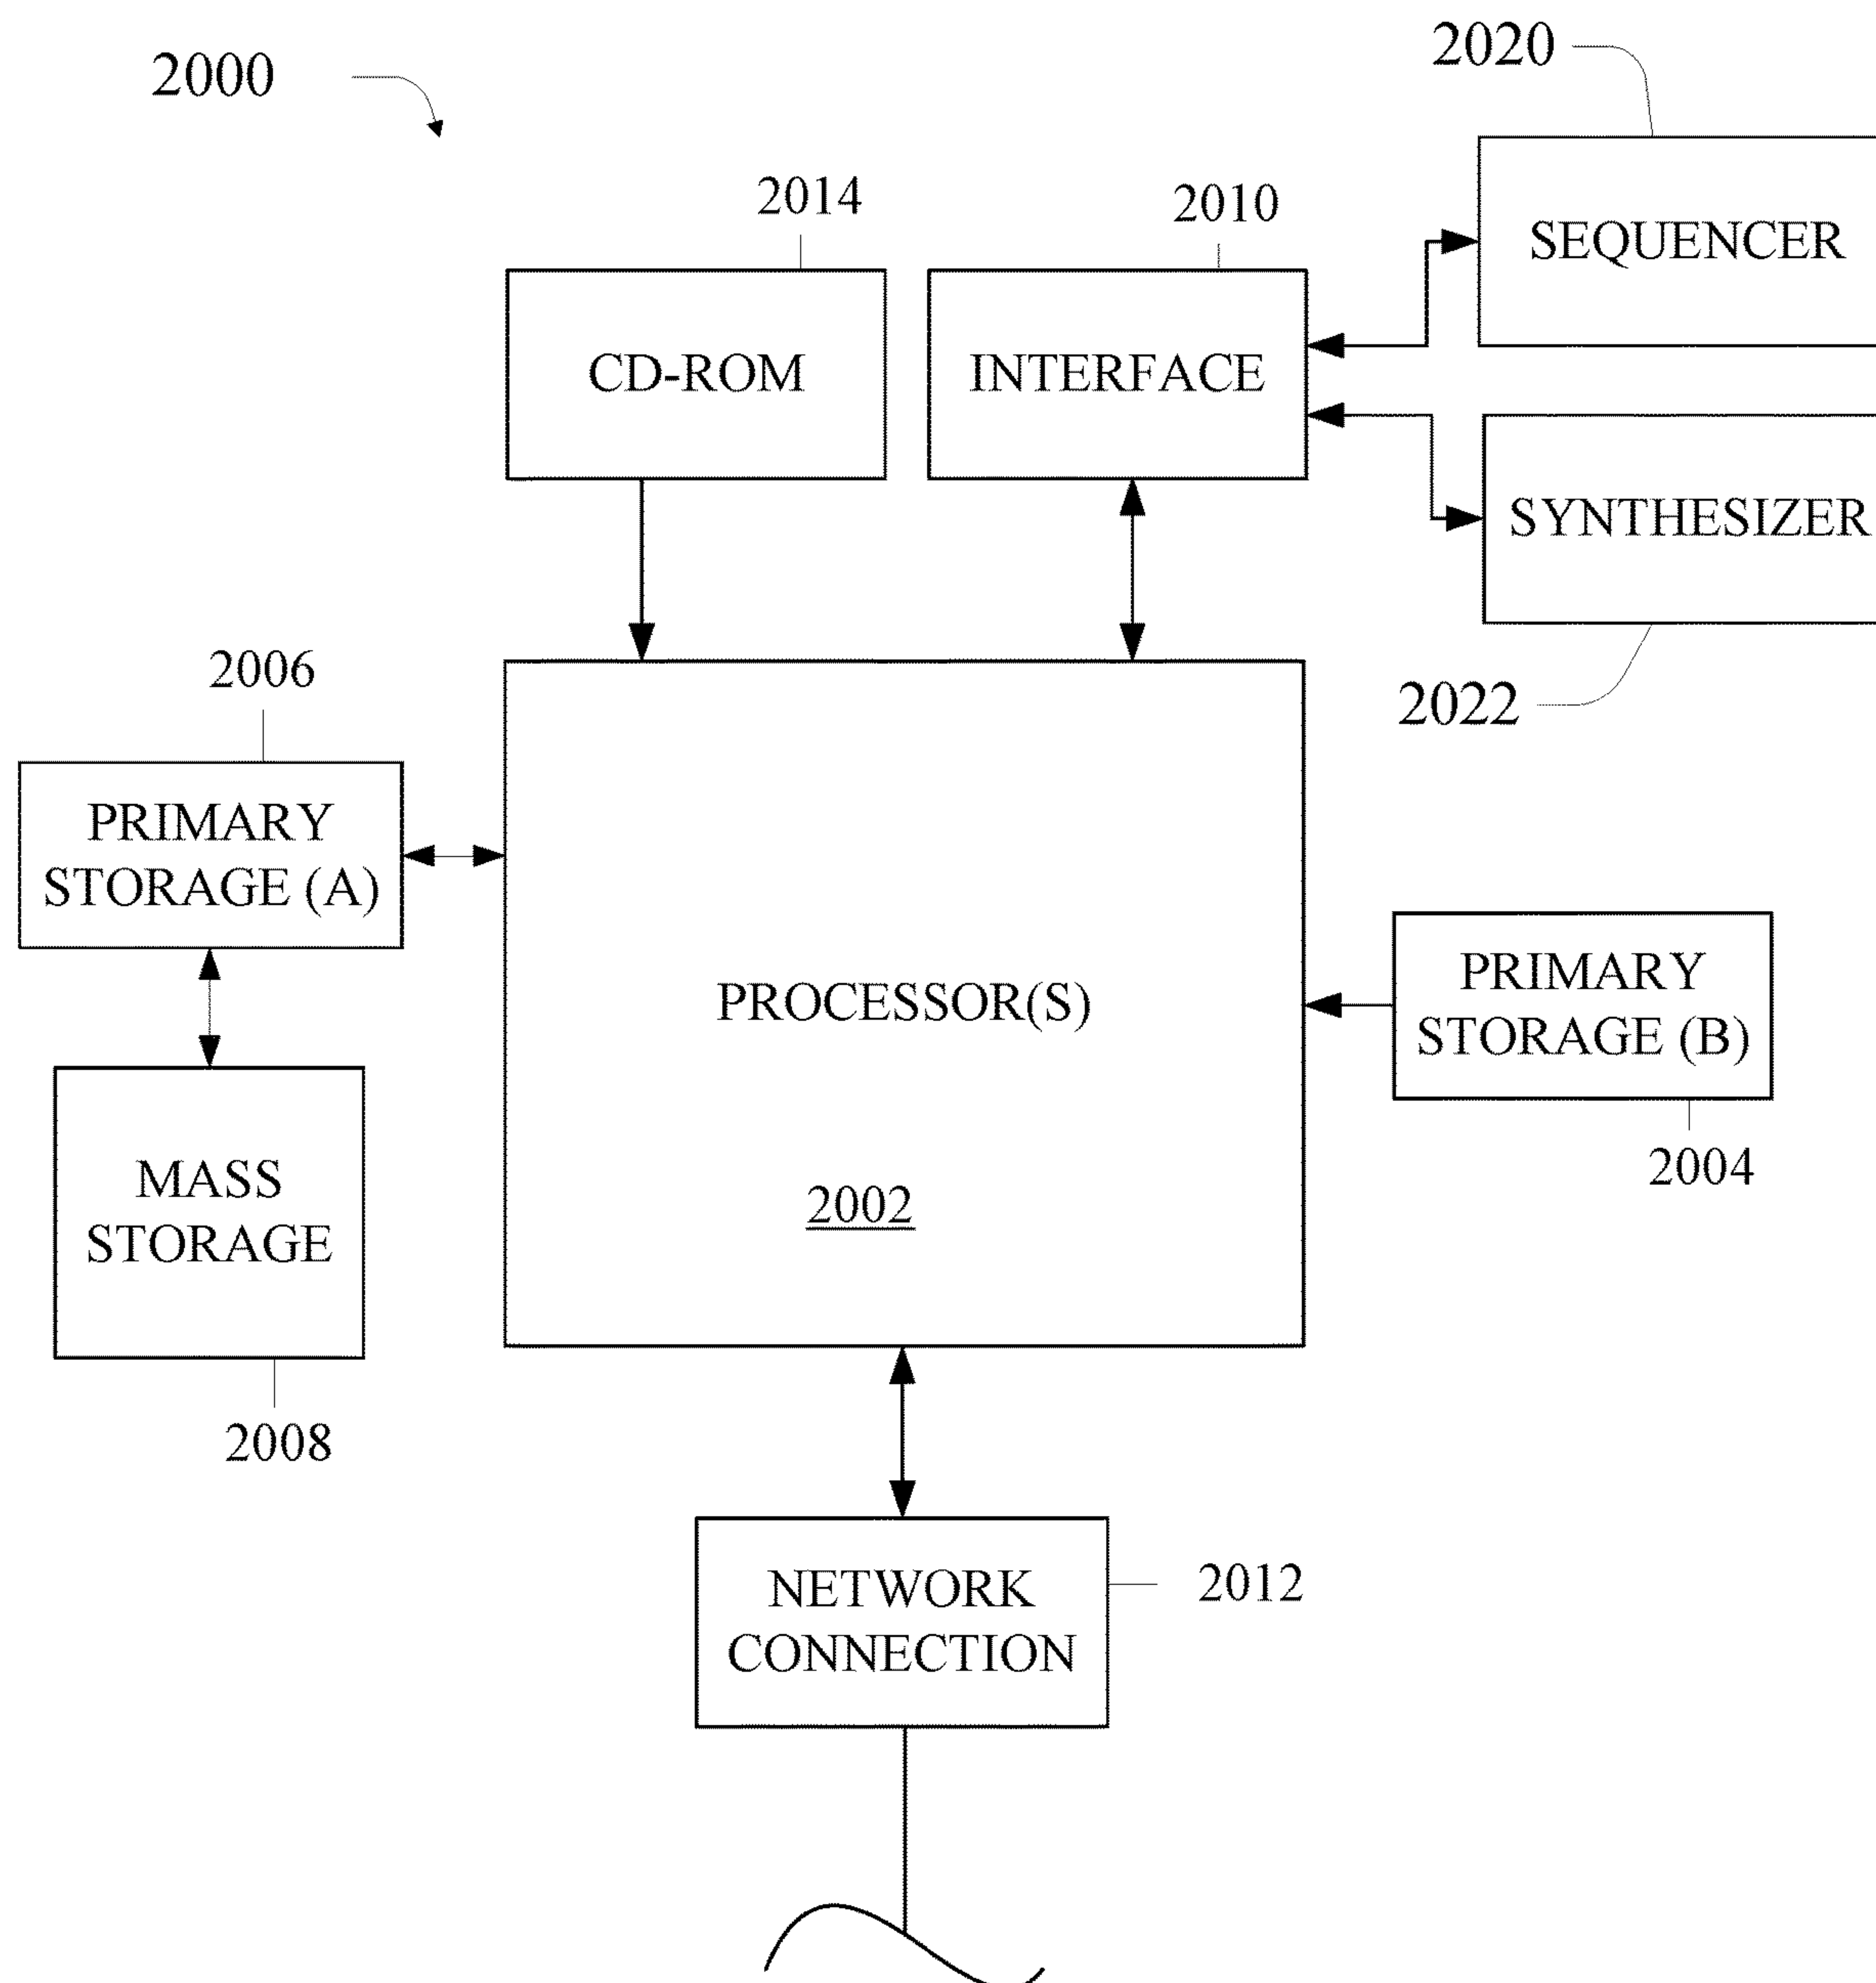 2000
2020
2014
2010
SEQUENCER
CD-ROM
INTERFACE
SYNTHESIZER
2006
2022
PRIMARY
STORAGE (A)
PROCESSOR(S)
PRIMARY
STORAGE (B)
2004
MASS
STORAGE
2002
2008
NETWORK
CONNECTION
2012